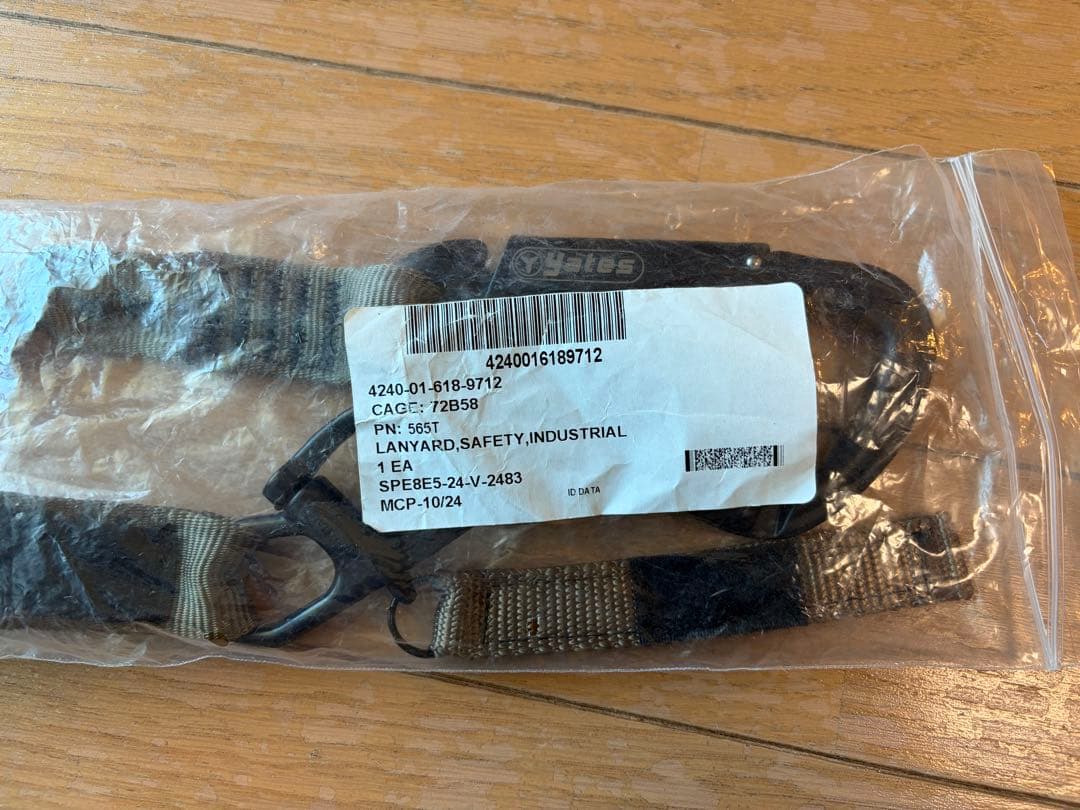 Yates
4240016189712
4240-01-618-9712
CAGE: 72B58
PN: 565T
LANYARD,SAFETY,INDUSTRIAL
1 EA
SPE8E5-24-V-2483
ID DATA
MCP-10/24